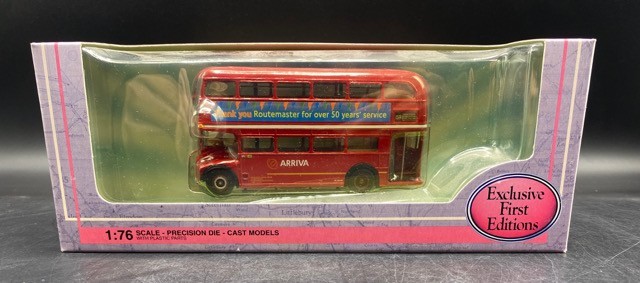 Thank you Routemaster for over 50 years' service
ARRIVA
Exclusive
First
Editions
1:76 SCALE - PRECISION DIE - CAST MODELS
WITH PLASTIC PARTS